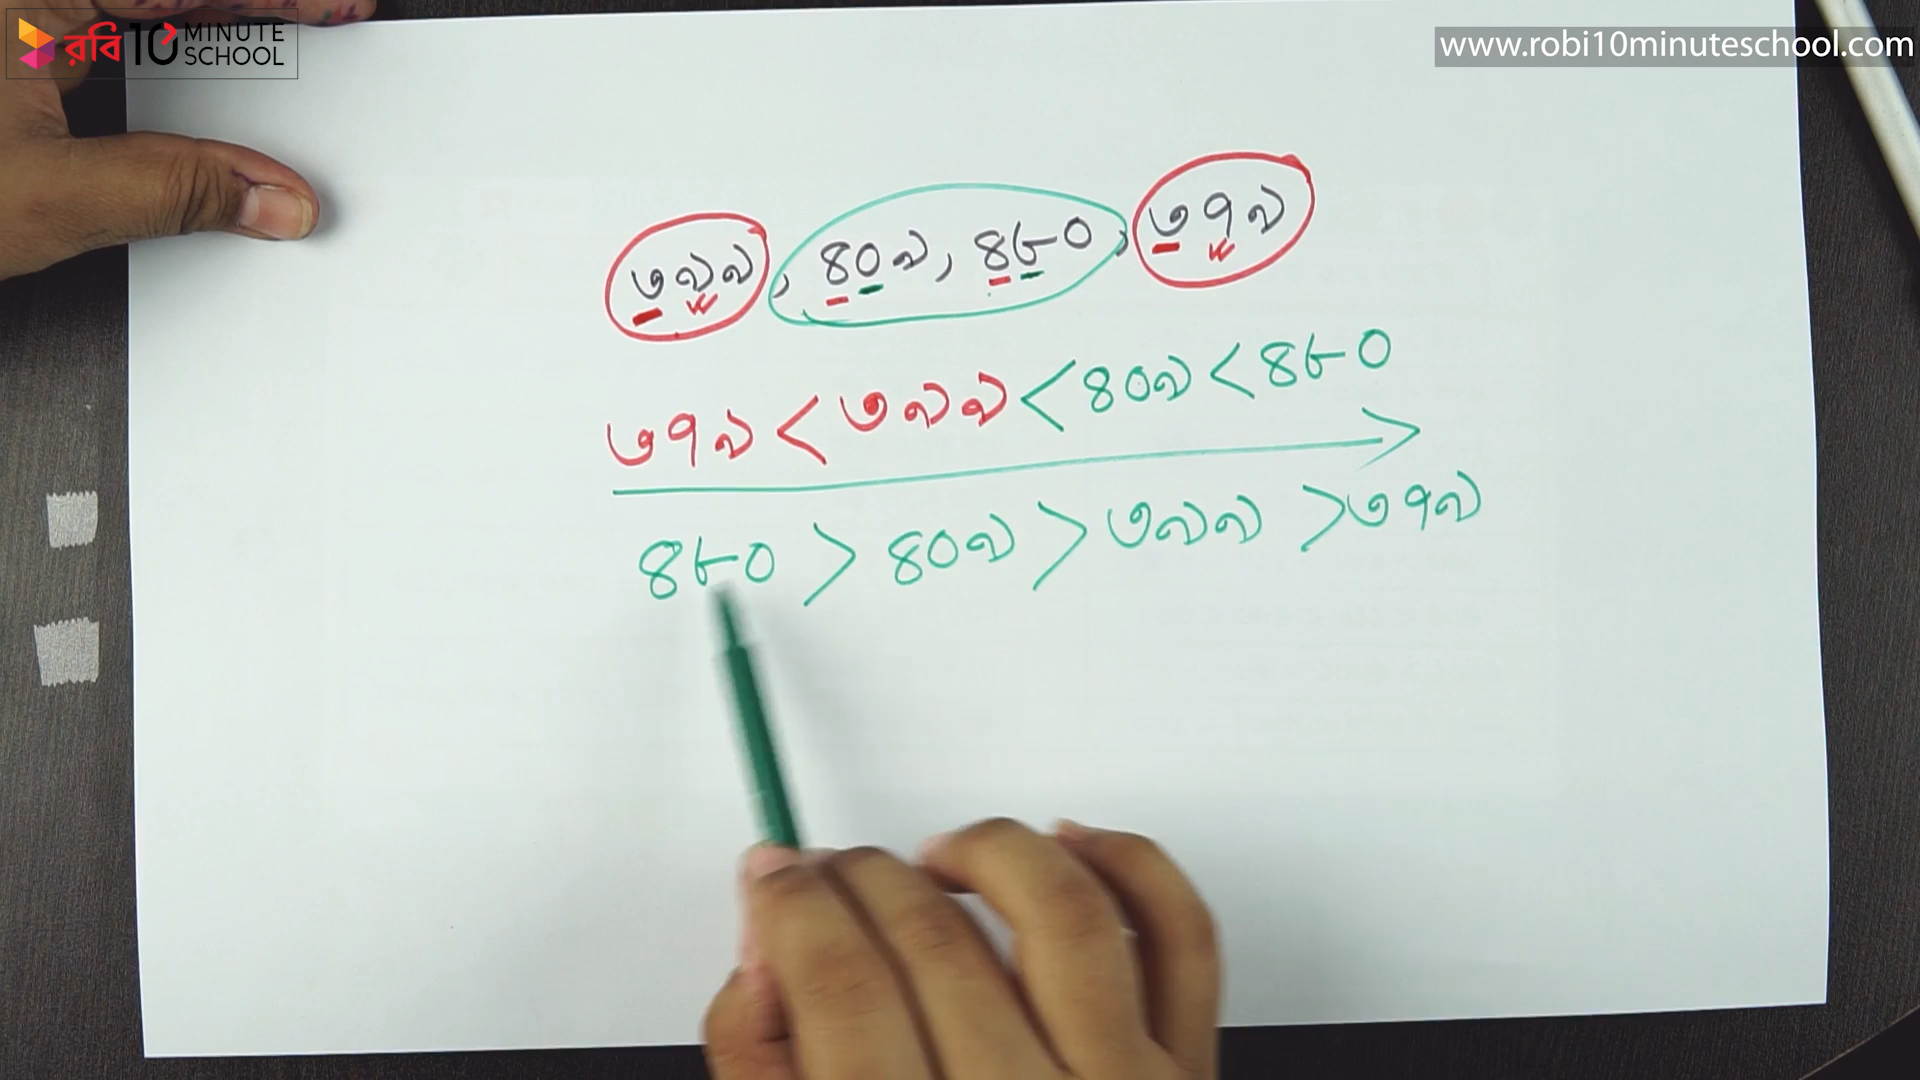 রবি 10 MINUTE SCHOOL
www.robi10minuteschool.com
৩৯৯, ৪০৯, ৪৮০, ৩৭৯
৩৭৯ < ৩৯৯ < ৪০৯ < ৪৮০
৪৮০ > ৪০৯ > ৩৯৯ > ৩৭৯